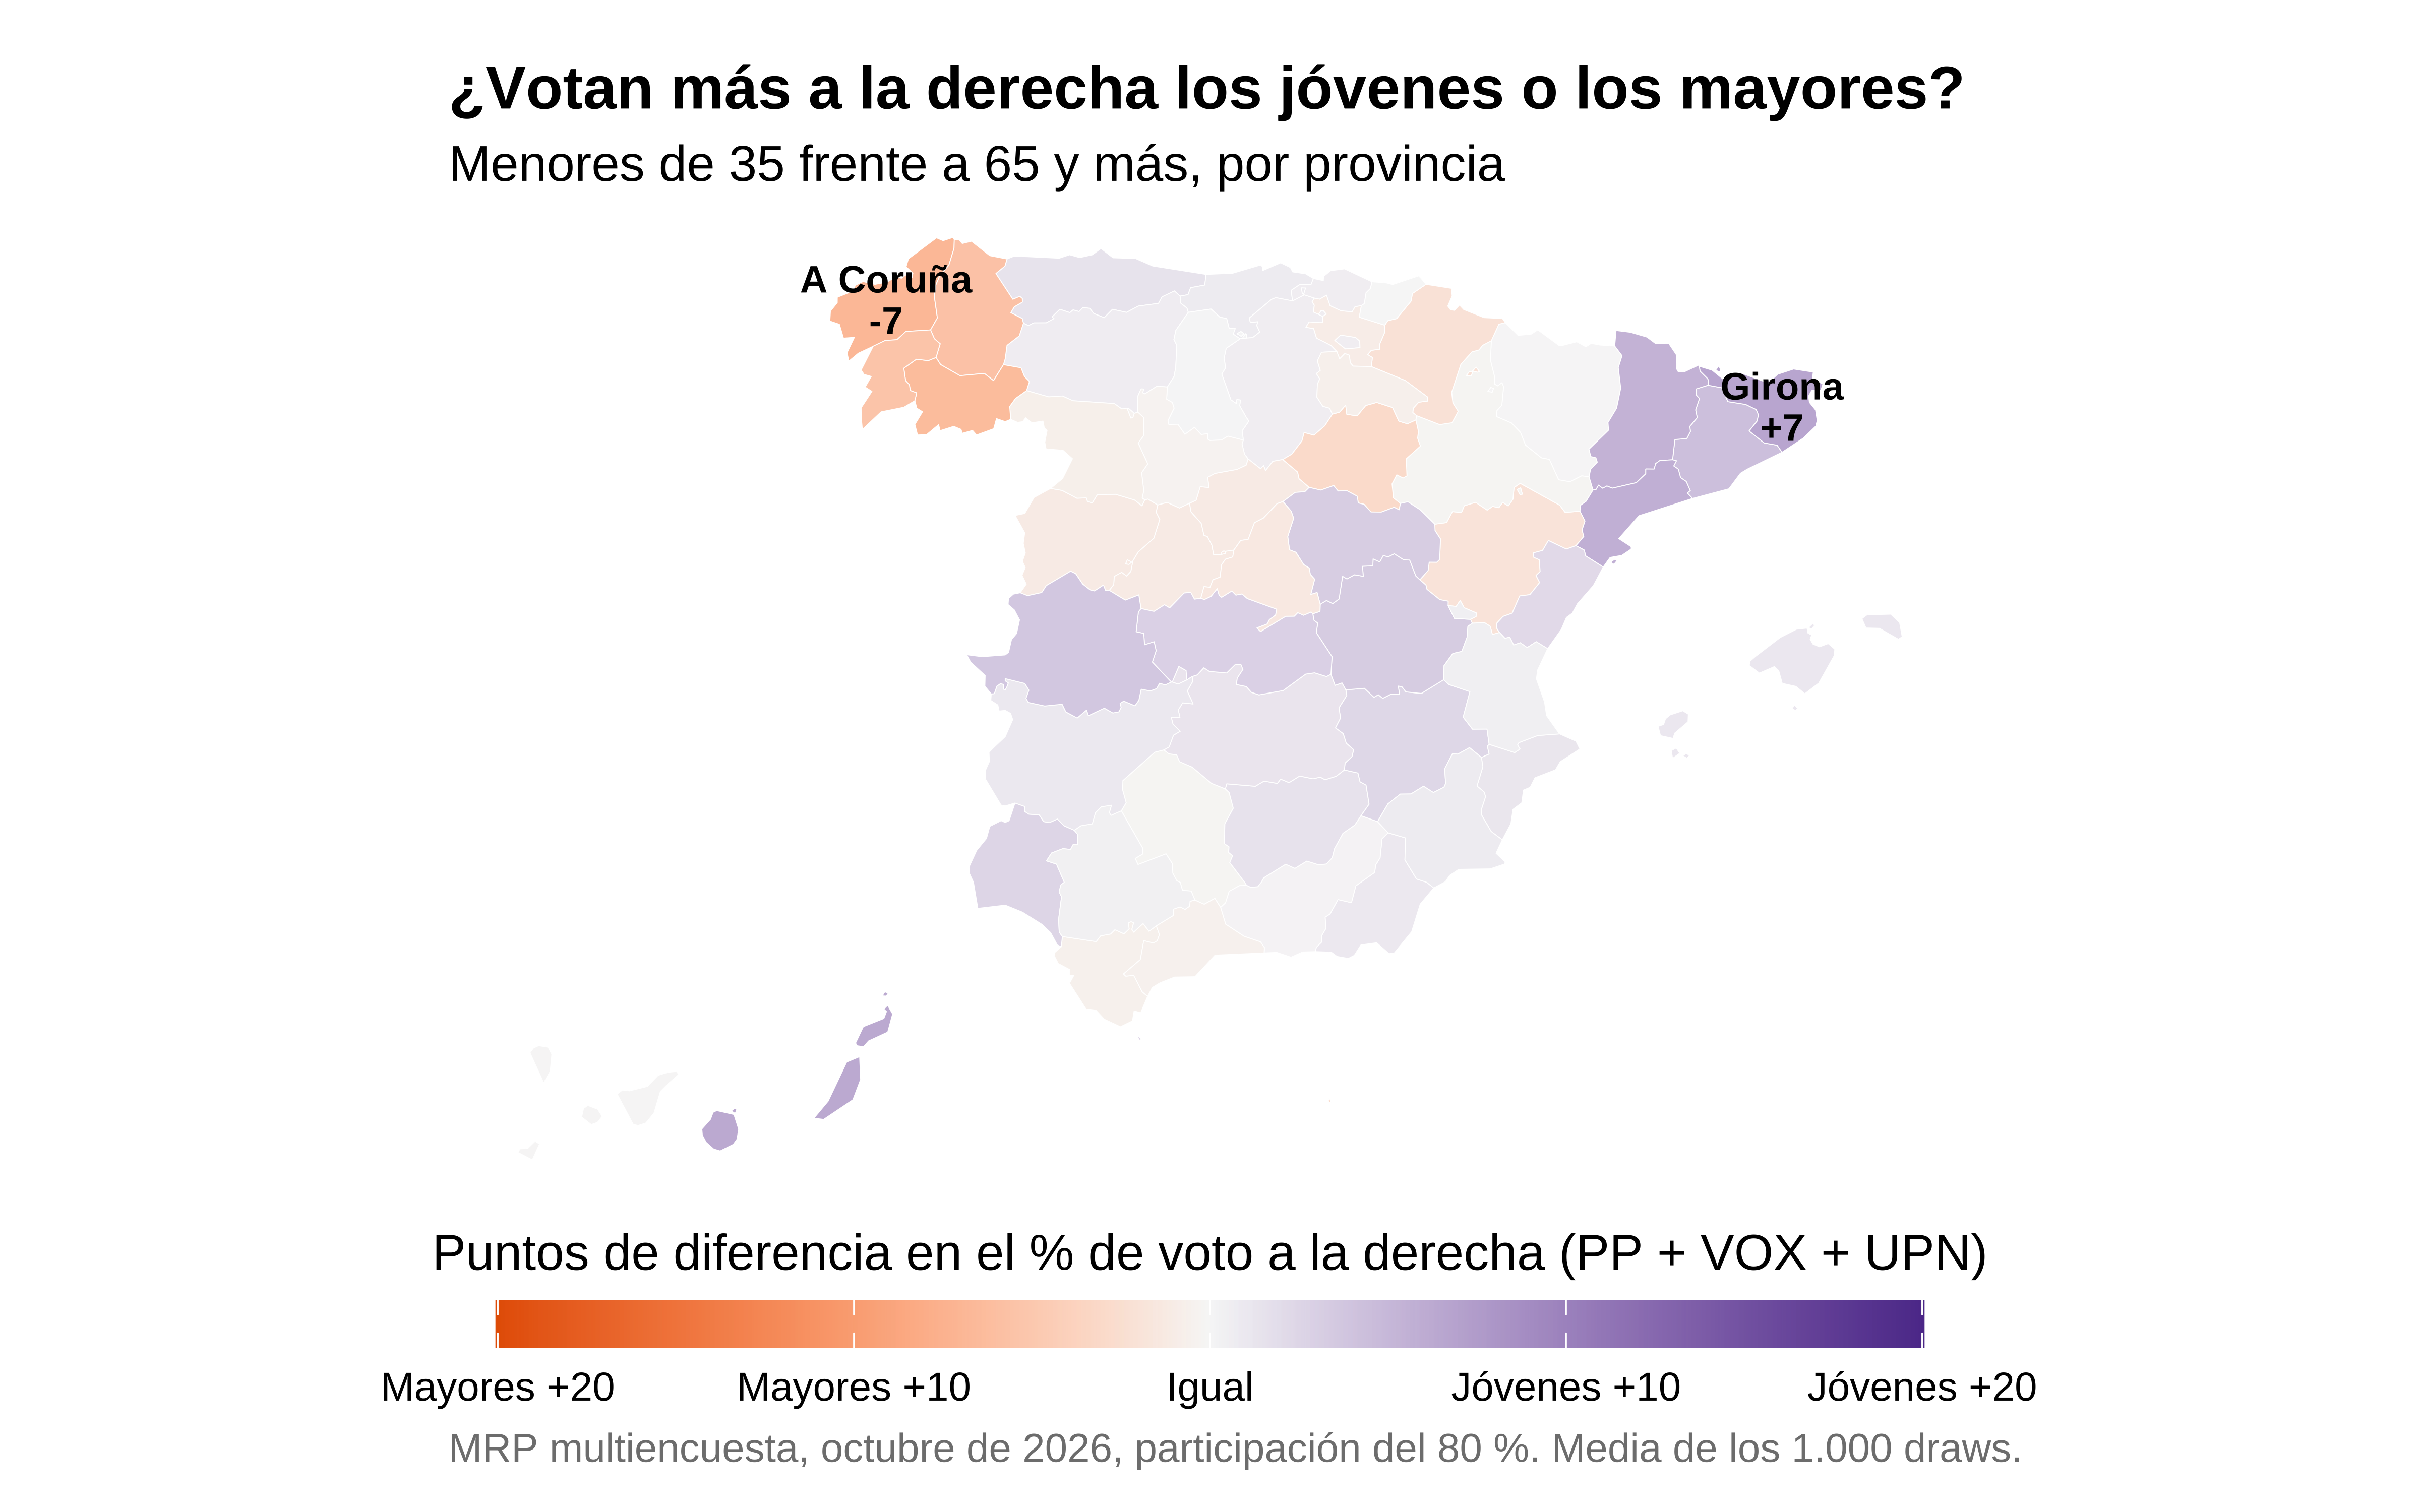 ¿Votan más a la derecha los jóvenes o los mayores?
Menores de 35 frente a 65 y más, por provincia
A Coruña
-7
Girona
+7
Puntos de diferencia en el % de voto a la derecha (PP + VOX + UPN)
Mayores +20 Mayores +10 Igual Jóvenes +10 Jóvenes +20
MRP multiencuesta, octubre de 2026, participación del 80 %. Media de los 1.000 draws.